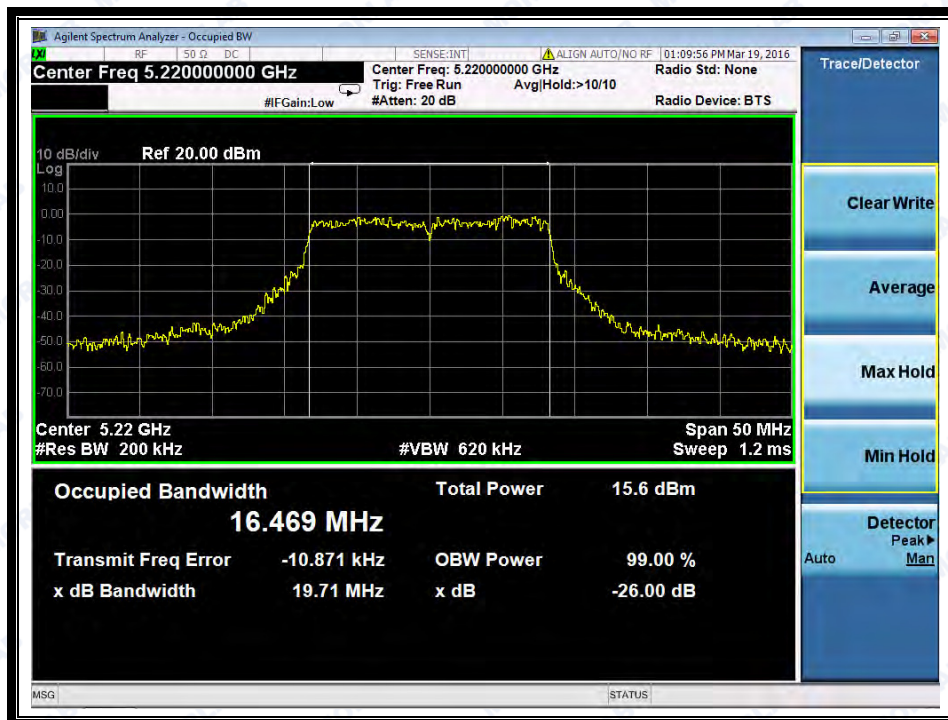 Agilent Spectrum Analyzer - Occupied BW
LXI RF 50 Ω DC SENSE:INT ALIGN AUTO/NO RF 01:09:56 PM Mar 19, 2016
Center Freq 5.220000000 GHz
Center Freq: 5.220000000 GHz
Radio Std: None
Trig: Free Run Avg|Hold:>10/10
#IFGain:Low
#Atten: 20 dB
Radio Device: BTS
10 dB/div Ref 20.00 dBm
Log
10.0
0.00
-10.0
-20.0
-30.0
-40.0
-50.0
-60.0
-70.0
Center 5.22 GHz Span 50 MHz
#Res BW 200 kHz #VBW 620 kHz Sweep 1.2 ms
Occupied Bandwidth Total Power 15.6 dBm
16.469 MHz
Transmit Freq Error -10.871 kHz OBW Power 99.00 %
x dB Bandwidth 19.71 MHz x dB -26.00 dB
MSG STATUS
Trace/Detector
Clear Write
Average
Max Hold
Min Hold
Detector
Peak▶
Auto Man